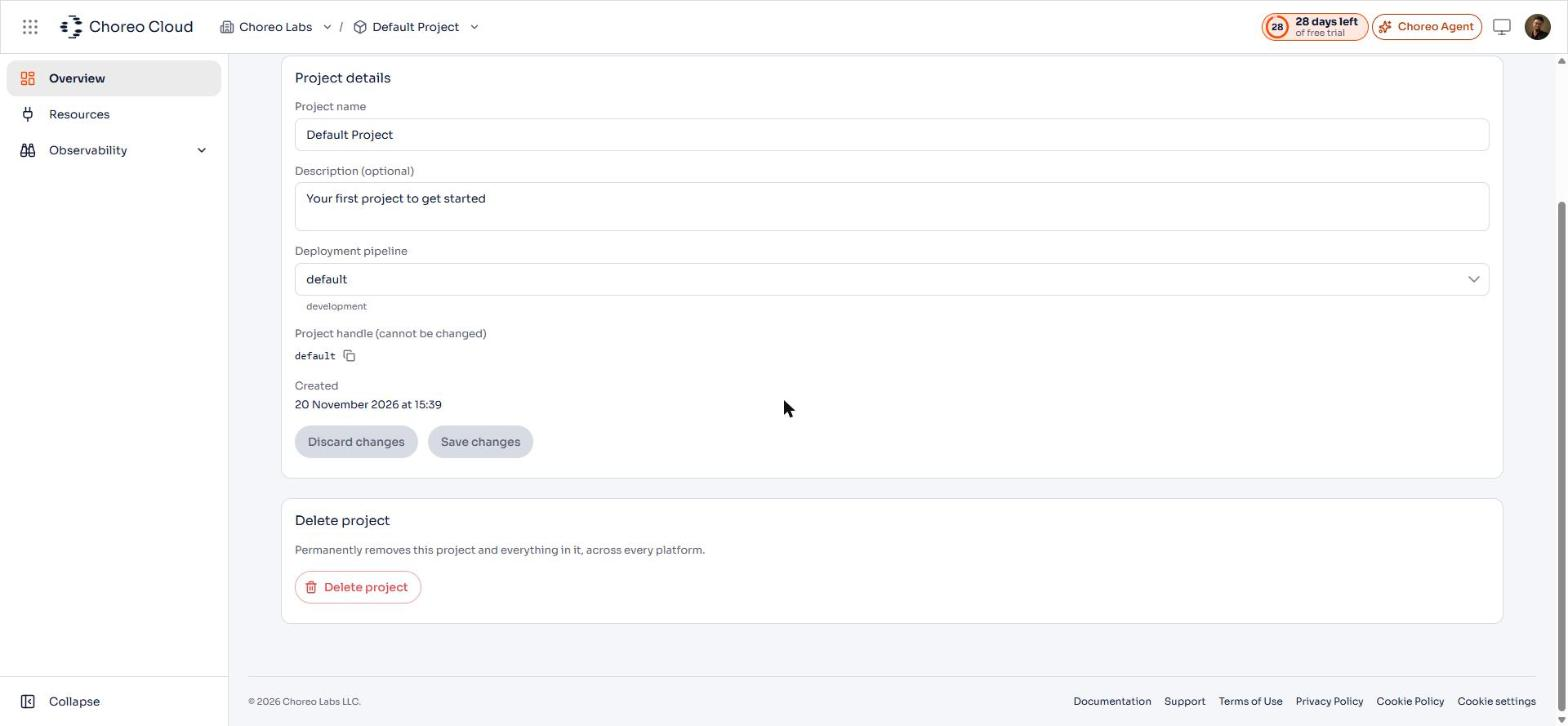 Choreo Cloud
Choreo Labs / Default Project
28 28 days left
of free trial
Choreo Agent
Overview
Resources
Observability
Project details
Project name
Default Project
Description (optional)
Your first project to get started
Deployment pipeline
default
development
Project handle (cannot be changed)
default
Created
20 November 2026 at 15:39
Discard changes Save changes
Delete project
Permanently removes this project and everything in it, across every platform.
Delete project
Collapse
© 2026 Choreo Labs LLC.
Documentation Support Terms of Use Privacy Policy Cookie Policy Cookie settings